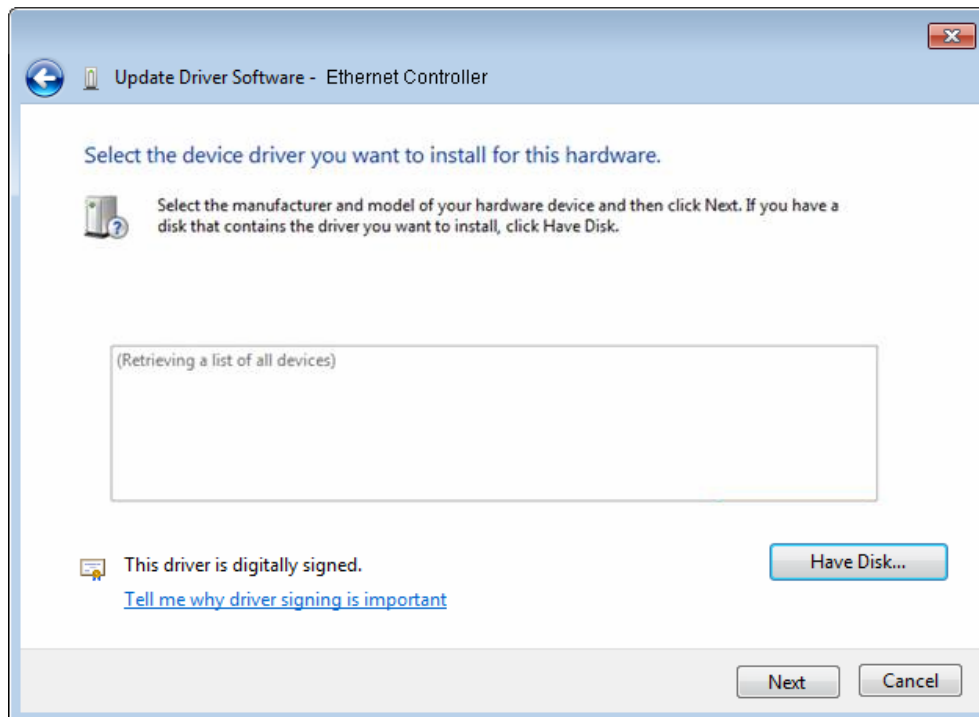 Update Driver Software - Ethernet Controller
Select the device driver you want to install for this hardware.
Select the manufacturer and model of your hardware device and then click Next. If you have a
disk that contains the driver you want to install, click Have Disk.
(Retrieving a list of all devices)
This driver is digitally signed.
Have Disk...
Tell me why driver signing is important
Next
Cancel